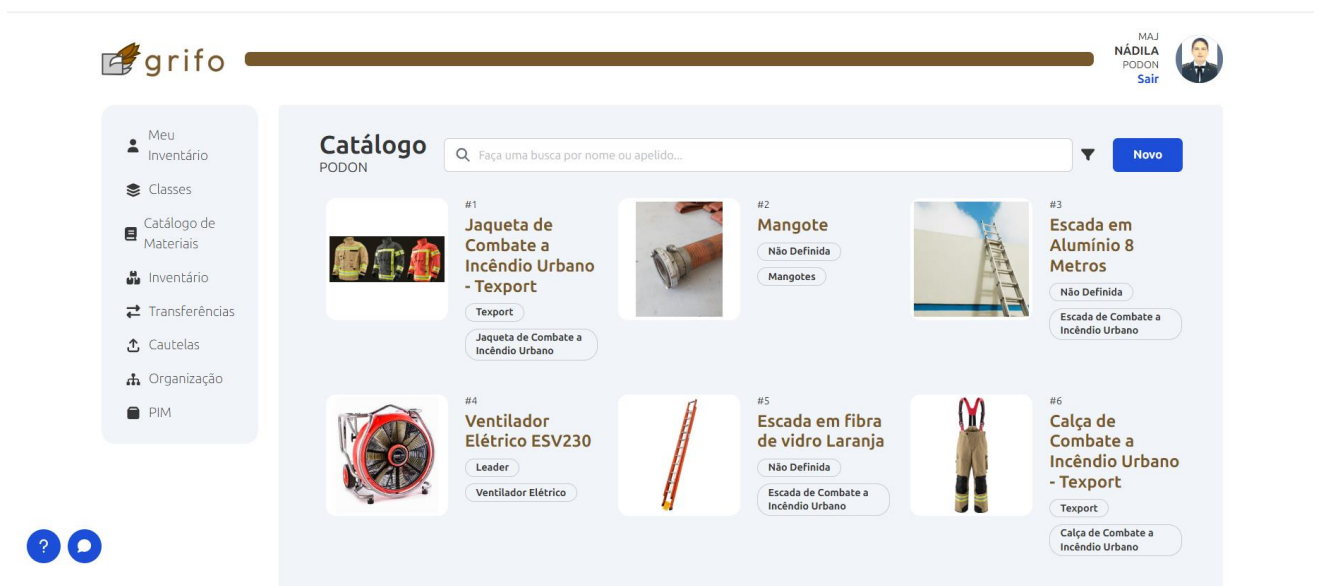 grifo
MAJ
NÁDILA
PODON
Sair
Meu
Inventário
Classes
Catálogo de
Materiais
Inventário
Transferências
Cautelas
Organização
PIM
Catálogo
PODON
Faça uma busca por nome ou apelido...
Novo
#1
Jaqueta de
Combate a
Incêndio Urbano
- Texport
Texport
Jaqueta de Combate a
Incêndio Urbano
#2
Mangote
Não Definida
Mangotes
#3
Escada em
Alumínio 8
Metros
Não Definida
Escada de Combate a
Incêndio Urbano
#4
Ventilador
Elétrico ESV230
Leader
Ventilador Elétrico
#5
Escada em fibra
de vidro Laranja
Não Definida
Escada de Combate a
Incêndio Urbano
#6
Calça de
Combate a
Incêndio Urbano
- Texport
Texport
Calça de Combate a
Incêndio Urbano
?